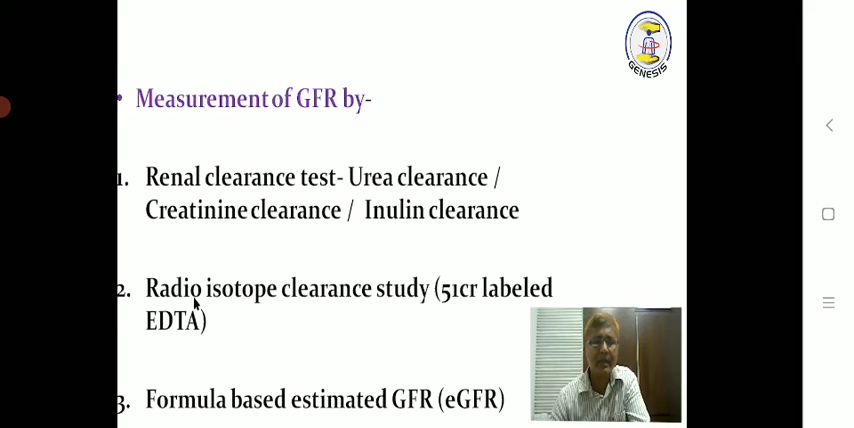 GENESIS
• Measurement of GFR by-
1. Renal clearance test- Urea clearance /
Creatinine clearance / Inulin clearance
2. Radio isotope clearance study (51cr labeled
EDTA)
3. Formula based estimated GFR (eGFR)